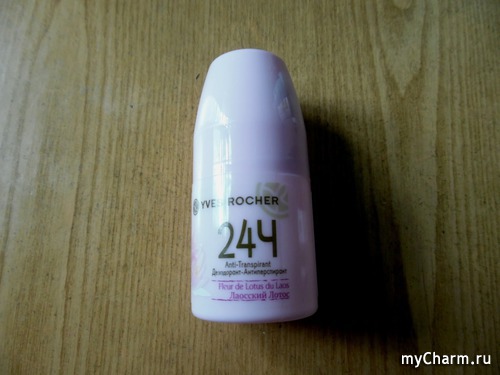 YVES ROCHER
24Ч
Anti-Transpirant
Дезодорант-Антиперспирант
Fleur de Lotus du Laos
Лаосский Лотос
myCharm.ru